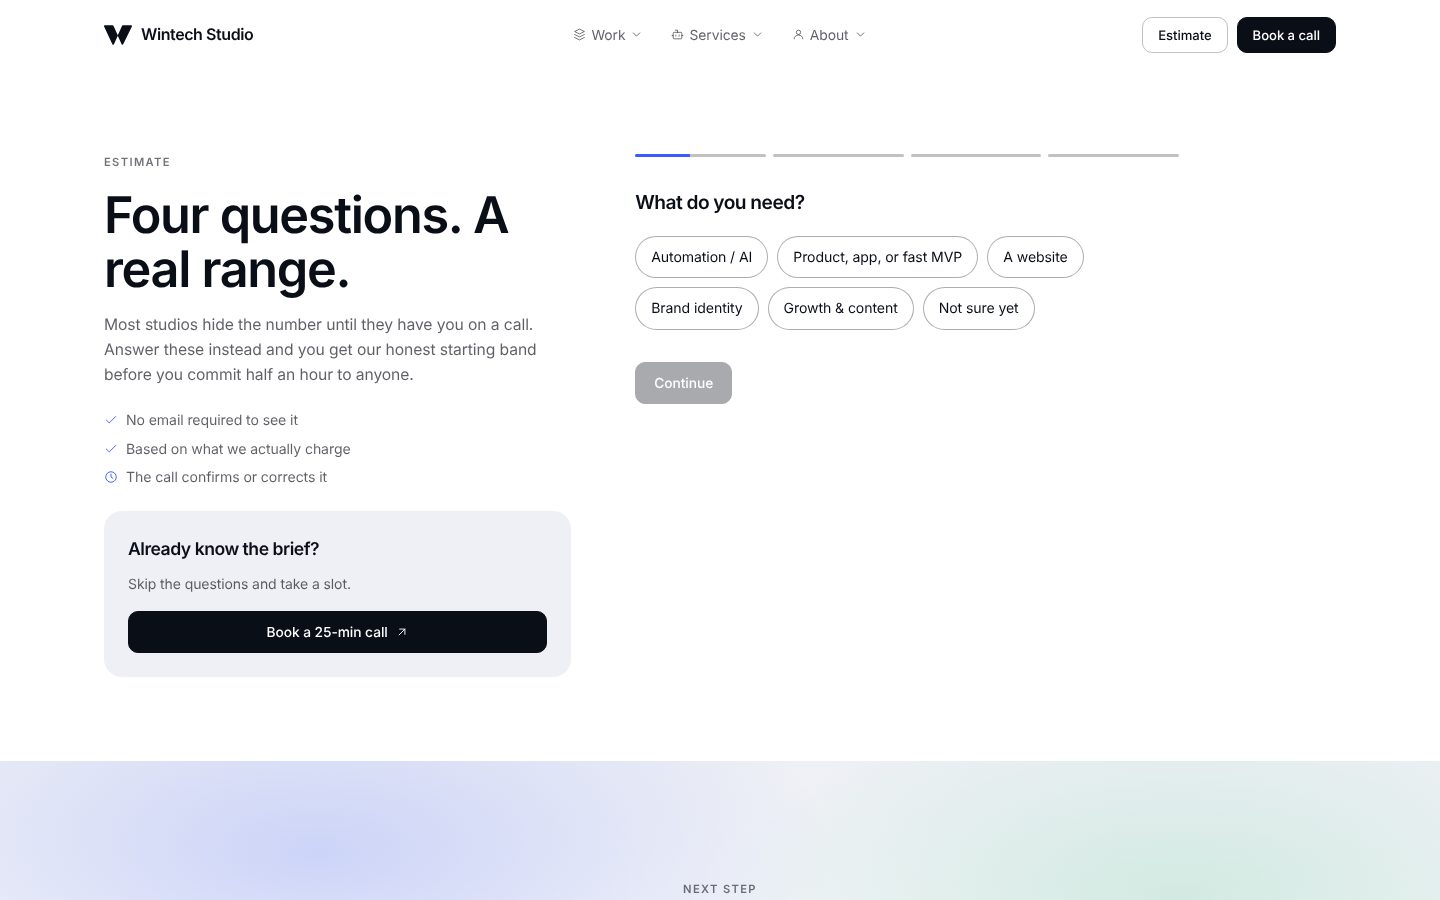 Wintech Studio
Work
Services
About
Estimate
Book a call
ESTIMATE
Four questions. A
real range.
Most studios hide the number until they have you on a call.
Answer these instead and you get our honest starting band
before you commit half an hour to anyone.
No email required to see it
Based on what we actually charge
The call confirms or corrects it
Already know the brief?
Skip the questions and take a slot.
Book a 25-min call
What do you need?
Automation / AI
Product, app, or fast MVP
A website
Brand identity
Growth & content
Not sure yet
Continue
NEXT STEP